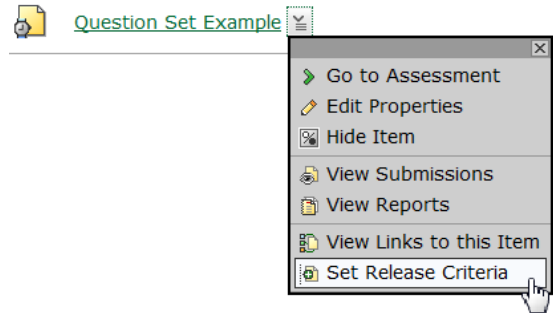 Question Set Example
Go to Assessment
Edit Properties
Hide Item
View Submissions
View Reports
View Links to this Item
Set Release Criteria